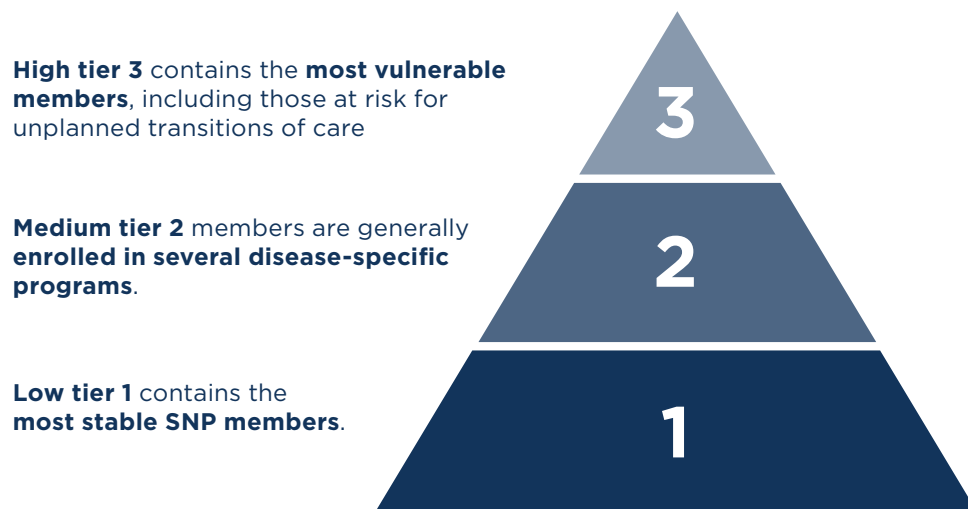 High tier 3 contains the most vulnerable
members, including those at risk for
unplanned transitions of care
3
Medium tier 2 members are generally
enrolled in several disease-specific
programs.
2
Low tier 1 contains the
most stable SNP members.
1